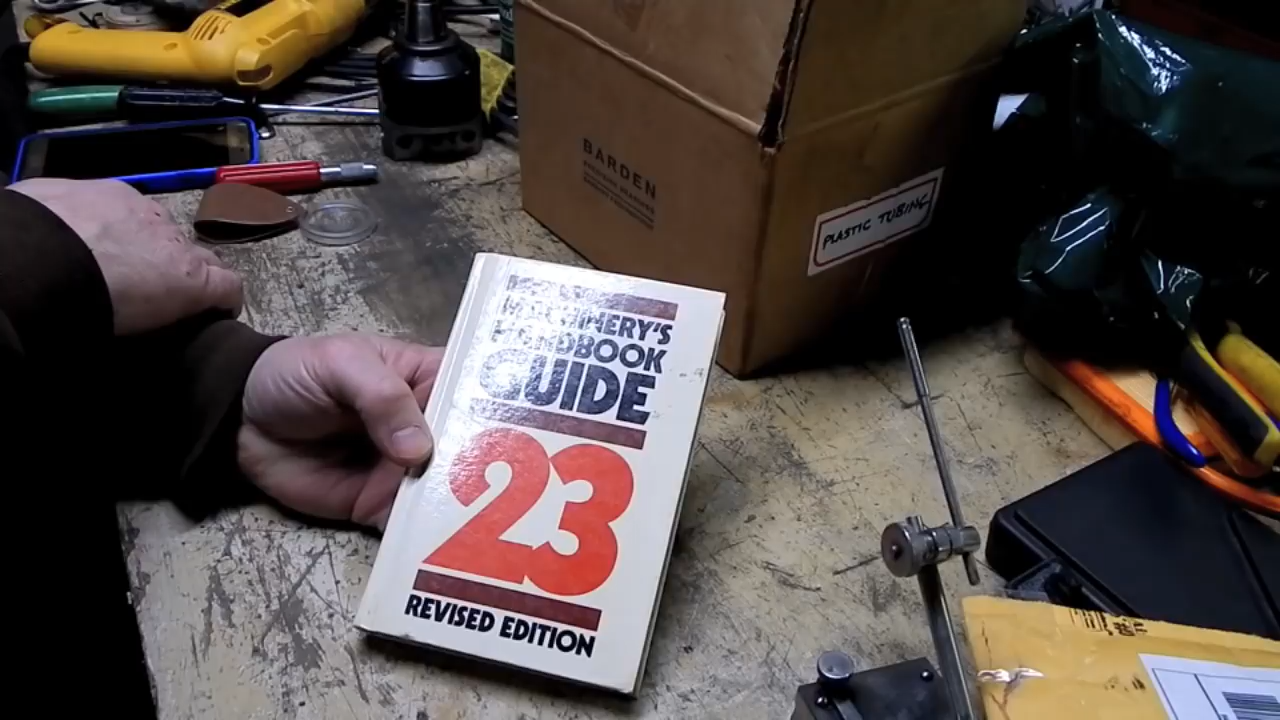 BARDEN
PLASTIC TUBING
MACHINERY'S
HANDBOOK
GUIDE
23
REVISED EDITION